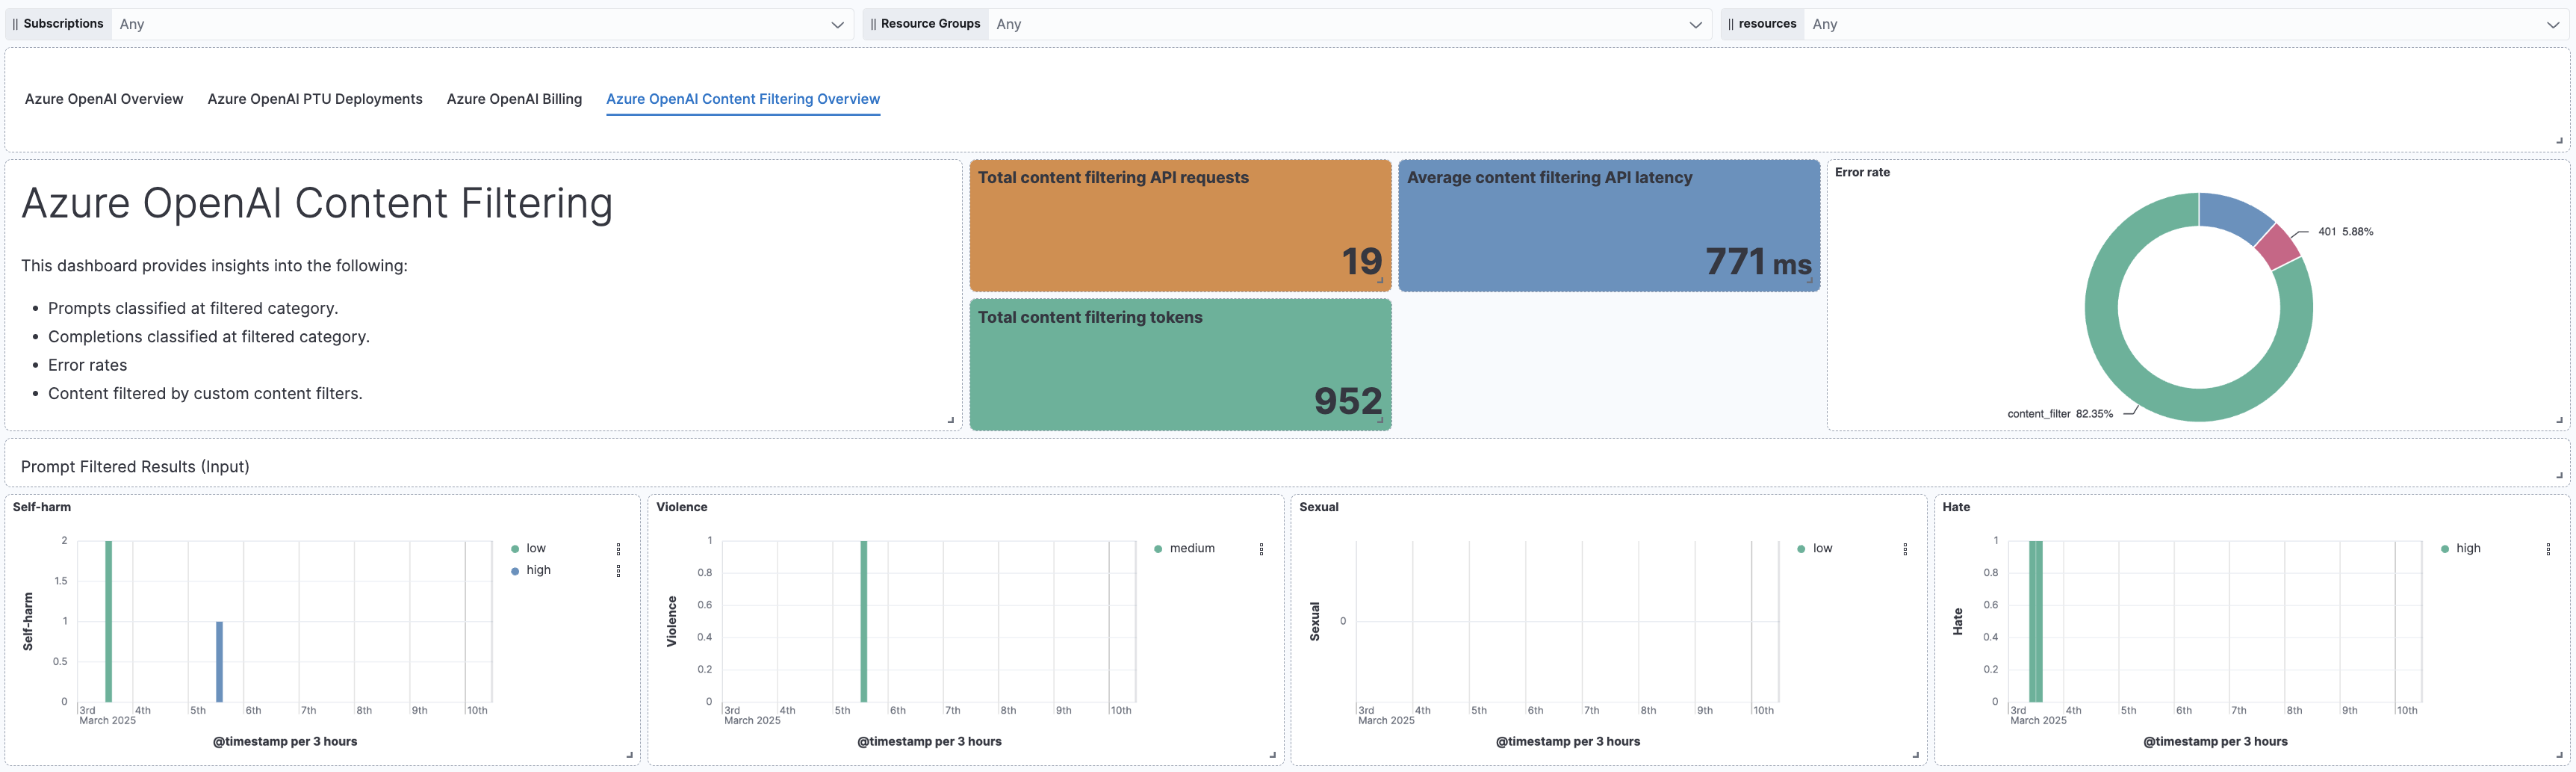 Subscriptions Any
Resource Groups Any
resources Any
Azure OpenAI Overview
Azure OpenAI PTU Deployments
Azure OpenAI Billing
Azure OpenAI Content Filtering Overview
Azure OpenAI Content Filtering
This dashboard provides insights into the following:
• Prompts classified at filtered category.
• Completions classified at filtered category.
• Error rates
• Content filtered by custom content filters.
Total content filtering API requests
19
Average content filtering API latency
771 ms
Total content filtering tokens
952
Error rate
401 5.88%
content_filter 82.35%
Prompt Filtered Results (Input)
Self-harm
Self-harm
2
1.5
1
0.5
0
3rd
March 2025
4th
5th
6th
7th
8th
9th
10th
@timestamp per 3 hours
low
high
Violence
Violence
1
0.8
0.6
0.4
0.2
0
3rd
March 2025
4th
5th
6th
7th
8th
9th
10th
@timestamp per 3 hours
medium
Sexual
Sexual
0
3rd
March 2025
4th
5th
6th
7th
8th
9th
10th
@timestamp per 3 hours
low
Hate
Hate
1
0.8
0.6
0.4
0.2
0
3rd
March 2025
4th
5th
6th
7th
8th
9th
10th
@timestamp per 3 hours
high